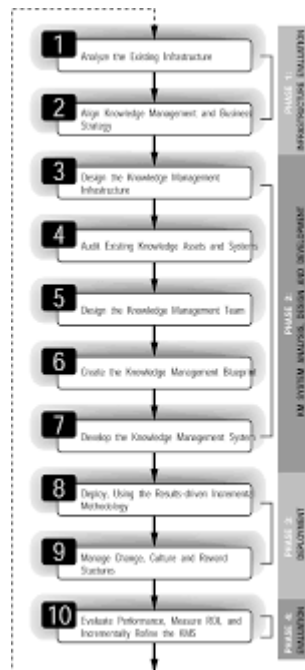 1
Analyze the Existing Infrastructure
2
Align Knowledge Management and Business
Strategy
3
Design the Knowledge Management
Infrastructure
4
Audit Existing Knowledge Assets and Systems
5
Design the Knowledge Management Team
6
Create the Knowledge Management Blueprint
7
Develop the Knowledge Management System
8
Deploy, Using the Results-driven Incremental
Methodology
9
Manage Change, Culture and Reward
Structures
10
Evaluate Performance, Measure ROI, and
Incrementally Refine the KMS
PHASE 1:
INFRASTRUCTURE EVALUATION
PHASE 2:
KM SYSTEM ANALYSIS, DESIGN AND DEVELOPMENT
PHASE 3:
DEPLOYMENT
PHASE 4:
EVALUATION